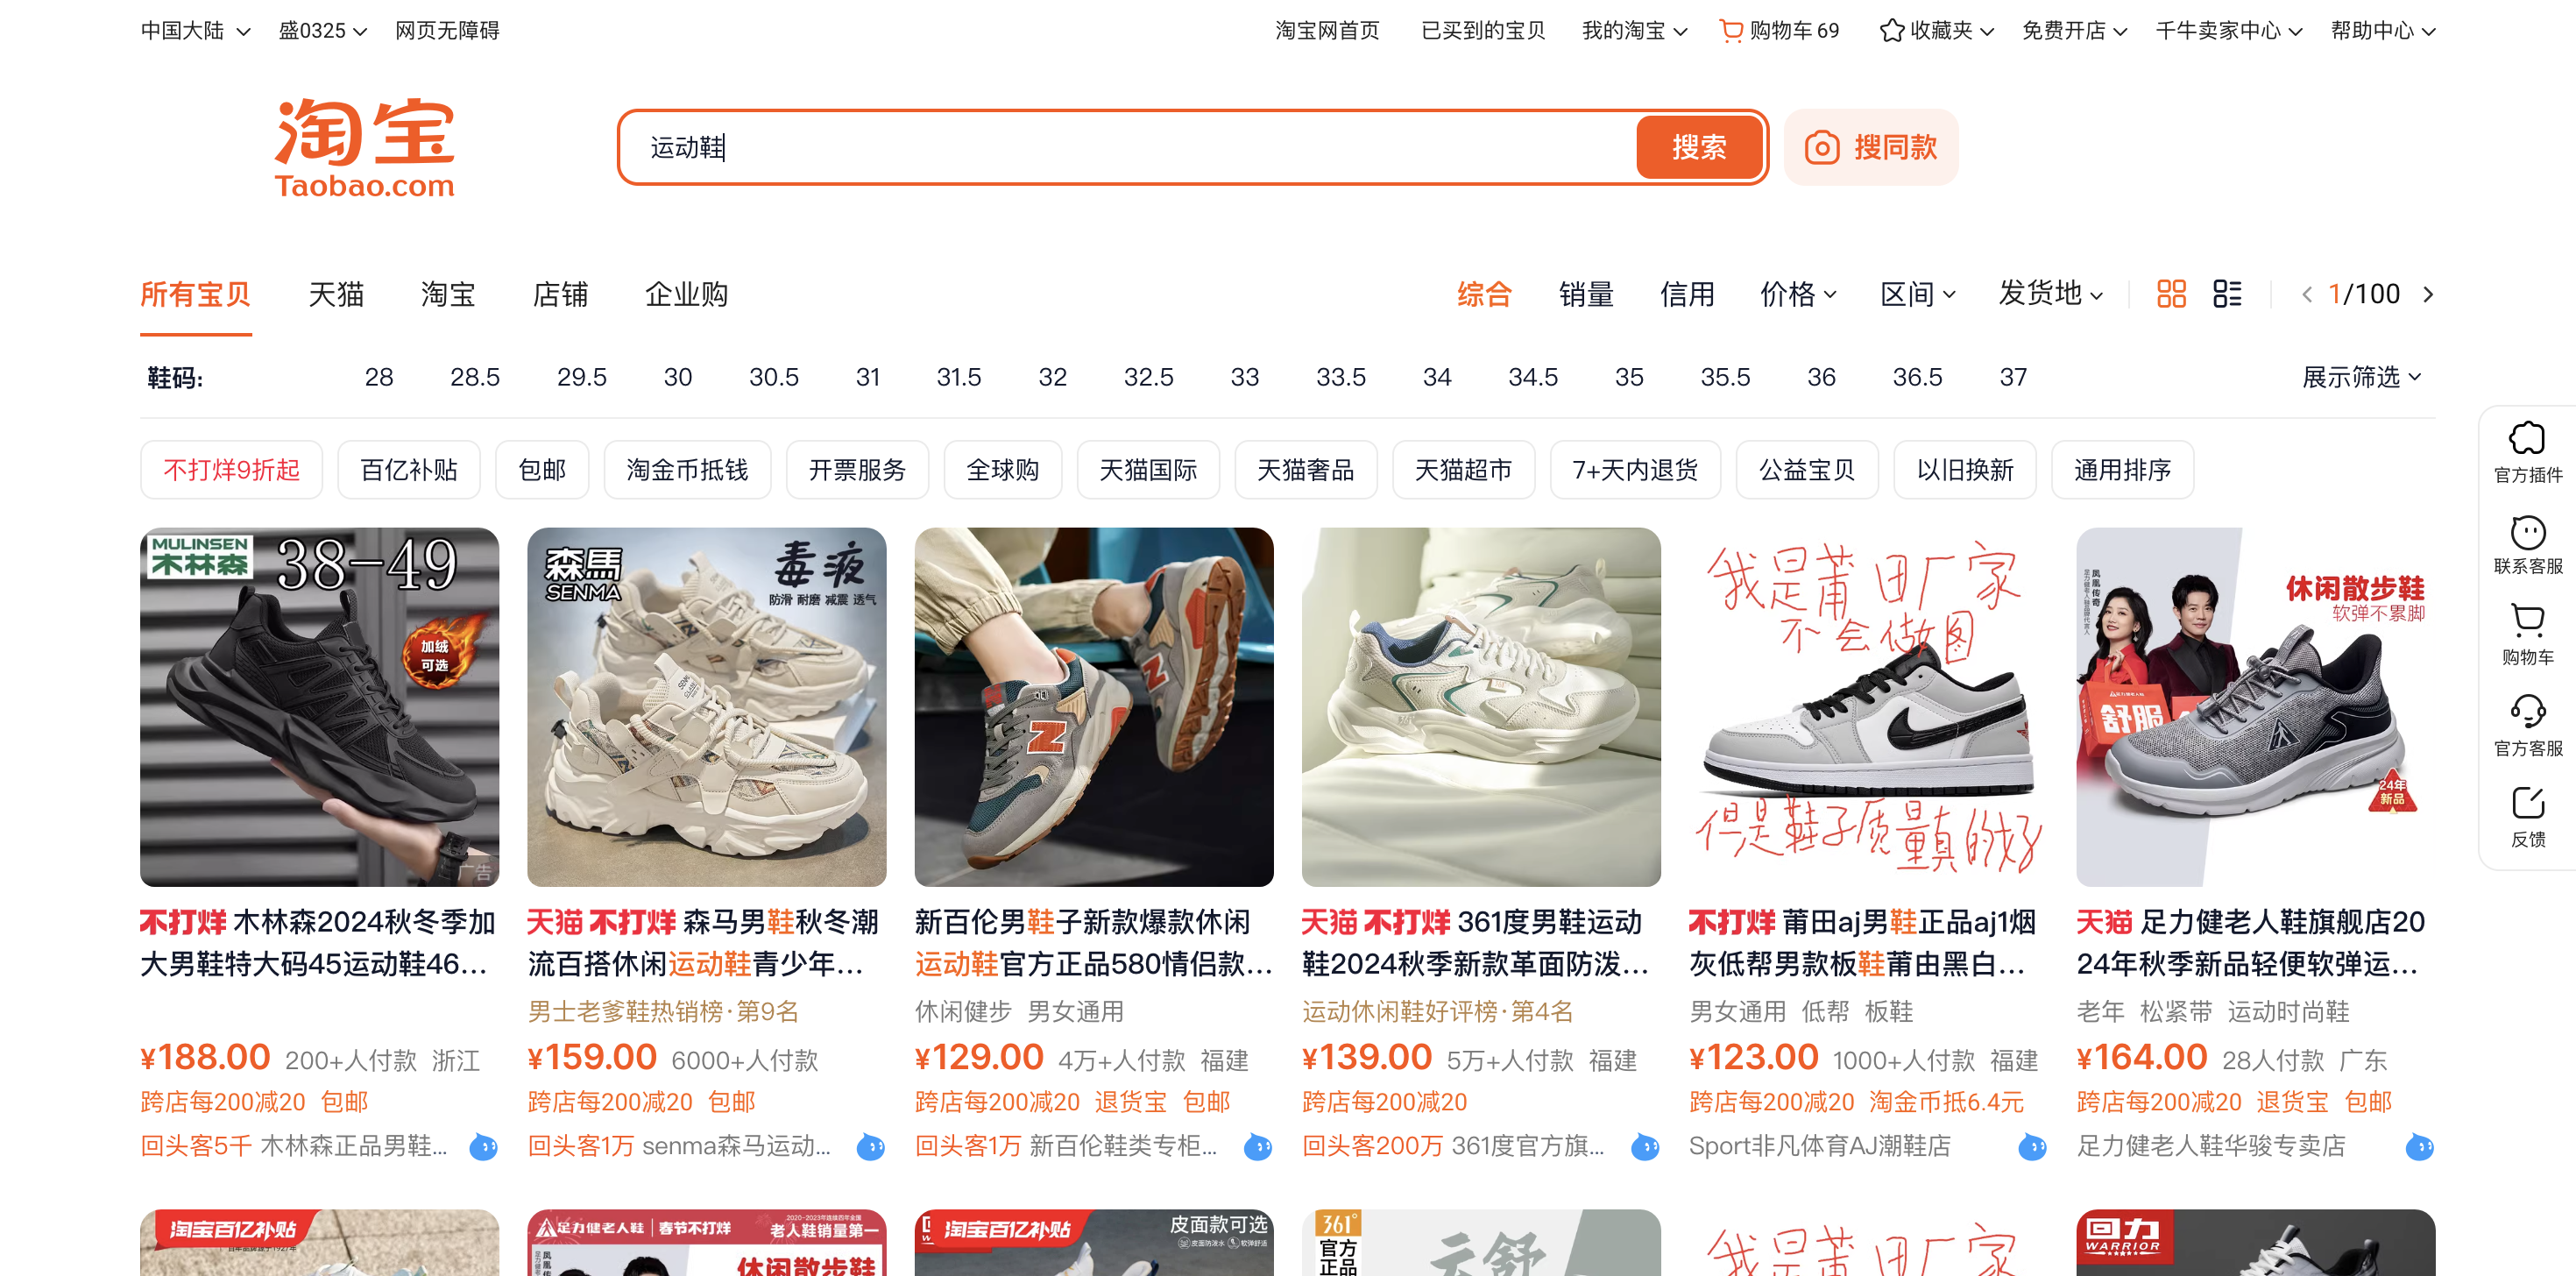 中国大陆 盛0325 网页无障碍 淘宝网首页 已买到的宝贝 我的淘宝 购物车 69 收藏夹 免费开店 千牛卖家中心 帮助中心
淘宝
Taobao.com
运动鞋
搜索
搜同款
所有宝贝 天猫 淘宝 店铺 企业购 综合 销量 信用 价格 区间 发货地 1/100
鞋码: 28 28.5 29.5 30 30.5 31 31.5 32 32.5 33 33.5 34 34.5 35 35.5 36 36.5 37 展示筛选
不打烊9折起 百亿补贴 包邮 淘金币抵钱 开票服务 全球购 天猫国际 天猫奢品 天猫超市 7+天内退货 公益宝贝 以旧换新 通用排序
官方插件
联系客服
购物车
官方客服
反馈
MULINSEN
木林森
38-49
加绒
可选
广告
不打烊 木林森2024秋冬季加
大男鞋特大码45运动鞋46...
¥188.00 200+人付款 浙江
跨店每200减20 包邮
回头客5千 木林森正品男鞋...
森馬
SENMA
毒液
防滑 耐磨 减震 透气
天猫 不打烊 森马男鞋秋冬潮
流百搭休闲运动鞋青少年...
男士老爹鞋热销榜·第9名
¥159.00 6000+人付款
跨店每200减20 包邮
回头客1万 senma森马运动...
N
N
新百伦男鞋子新款爆款休闲
运动鞋官方正品580情侣款...
休闲健步 男女通用
¥129.00 4万+人付款 福建
跨店每200减20 退货宝 包邮
回头客1万 新百伦鞋类专柜...
天猫 不打烊 361度男鞋运动
鞋2024秋季新款革面防泼...
运动休闲鞋好评榜·第4名
¥139.00 5万+人付款 福建
跨店每200减20
回头客200万 361度官方旗...
我是莆田厂家
不会做图
但是鞋子质量真的好
不打烊 莆田aj男鞋正品aj1烟
灰低帮男款板鞋莆由黑白...
男女通用 低帮 板鞋
¥123.00 1000+人付款 福建
跨店每200减20 淘金币抵6.4元
Sport非凡体育AJ潮鞋店
凤凰传奇
休闲散步鞋
软弹不累脚
舒服
24年
新品
天猫 足力健老人鞋旗舰店20
24年秋季新品轻便软弹运...
老年 松紧带 运动时尚鞋
¥164.00 28人付款 广东
跨店每200减20 退货宝 包邮
足力健老人鞋华骏专卖店
淘宝百亿补贴
足力健老人鞋 春节不打烊
老人鞋销量第一
休闲散步鞋
淘宝百亿补贴
皮面款可选
361°
官方
正品
云舒
我是莆田厂家
回力
WARRIOR